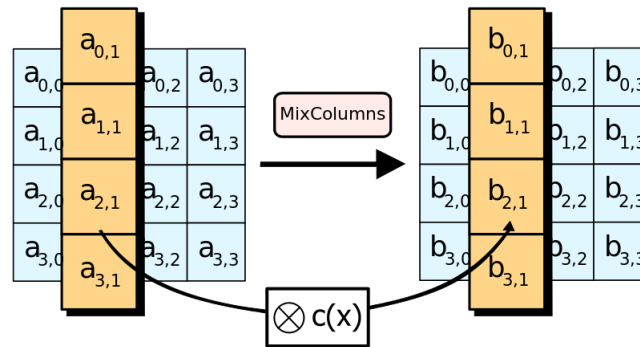 a0,0 a0,1 a0,2 a0,3
a1,0 a1,1 a1,2 a1,3
a2,0 a2,1 a2,2 a2,3
a3,0 a3,1 a3,2 a3,3
MixColumns
b0,0 b0,1 b0,2 b0,3
b1,0 b1,1 b1,2 b1,3
b2,0 b2,1 b2,2 b2,3
b3,0 b3,1 b3,2 b3,3
⊗ c(x)